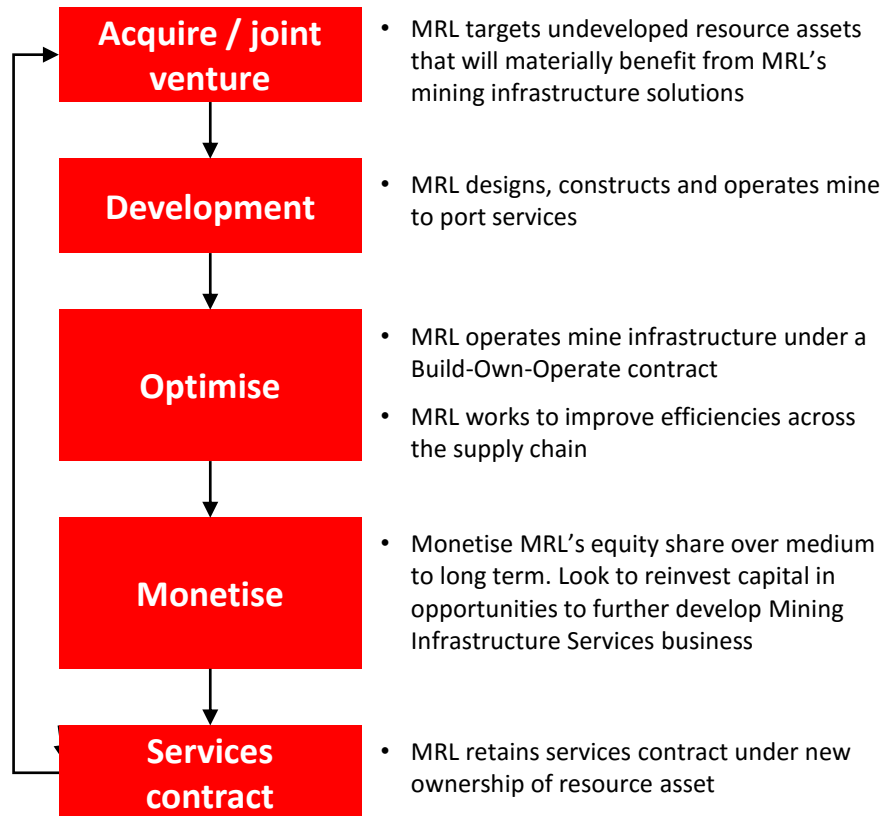 Acquire / joint
venture
• MRL targets undeveloped resource assets
that will materially benefit from MRL’s
mining infrastructure solutions
Development
• MRL designs, constructs and operates mine
to port services
Optimise
• MRL operates mine infrastructure under a
Build-Own-Operate contract
• MRL works to improve efficiencies across
the supply chain
Monetise
• Monetise MRL’s equity share over medium
to long term. Look to reinvest capital in
opportunities to further develop Mining
Infrastructure Services business
Services
contract
• MRL retains services contract under new
ownership of resource asset